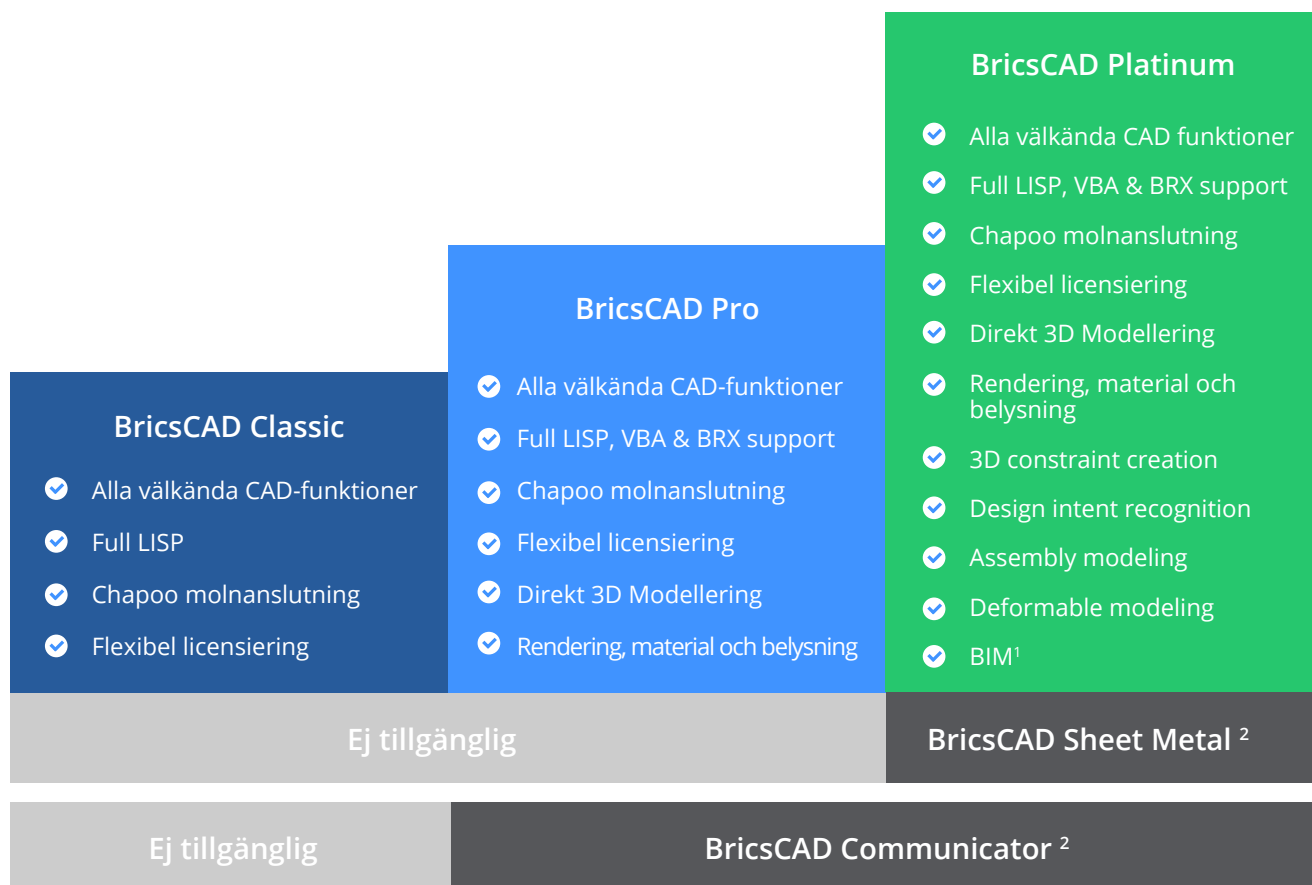 BricsCAD Classic
Alla välkända CAD-funktioner
Full LISP
Chapoo molnanslutning
Flexibel licensiering
BricsCAD Pro
Alla välkända CAD-funktioner
Full LISP, VBA & BRX support
Chapoo molnanslutning
Flexibel licensiering
Direkt 3D Modellering
Rendering, material och belysning
BricsCAD Platinum
Alla välkända CAD funktioner
Full LISP, VBA & BRX support
Chapoo molnanslutning
Flexibel licensiering
Direkt 3D Modellering
Rendering, material och
belysning
3D constraint creation
Design intent recognition
Assembly modeling
Deformable modeling
BIM¹
Ej tillgänglig
BricsCAD Sheet Metal ²
Ej tillgänglig
BricsCAD Communicator ²